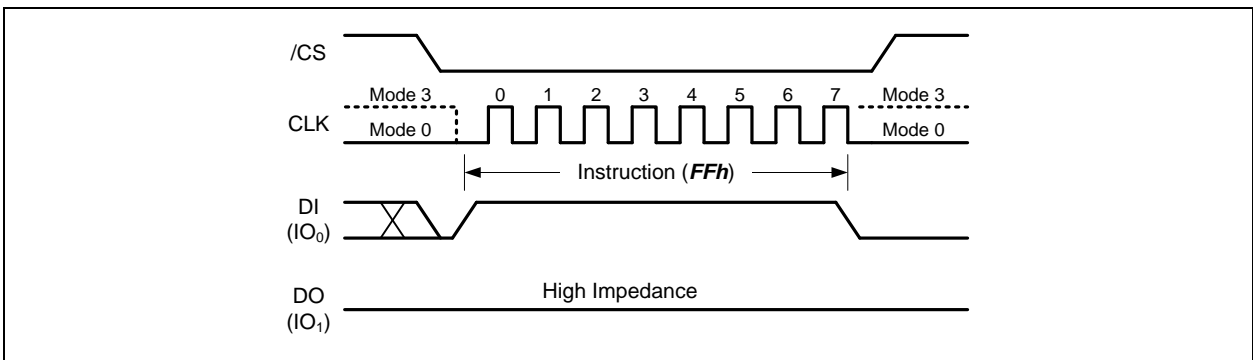 /CS
Mode 3 0 1 2 3 4 5 6 7 Mode 3
CLK
Mode 0 Mode 0
Instruction (FFh)
DI
(IO₀)
High Impedance
DO
(IO₁)